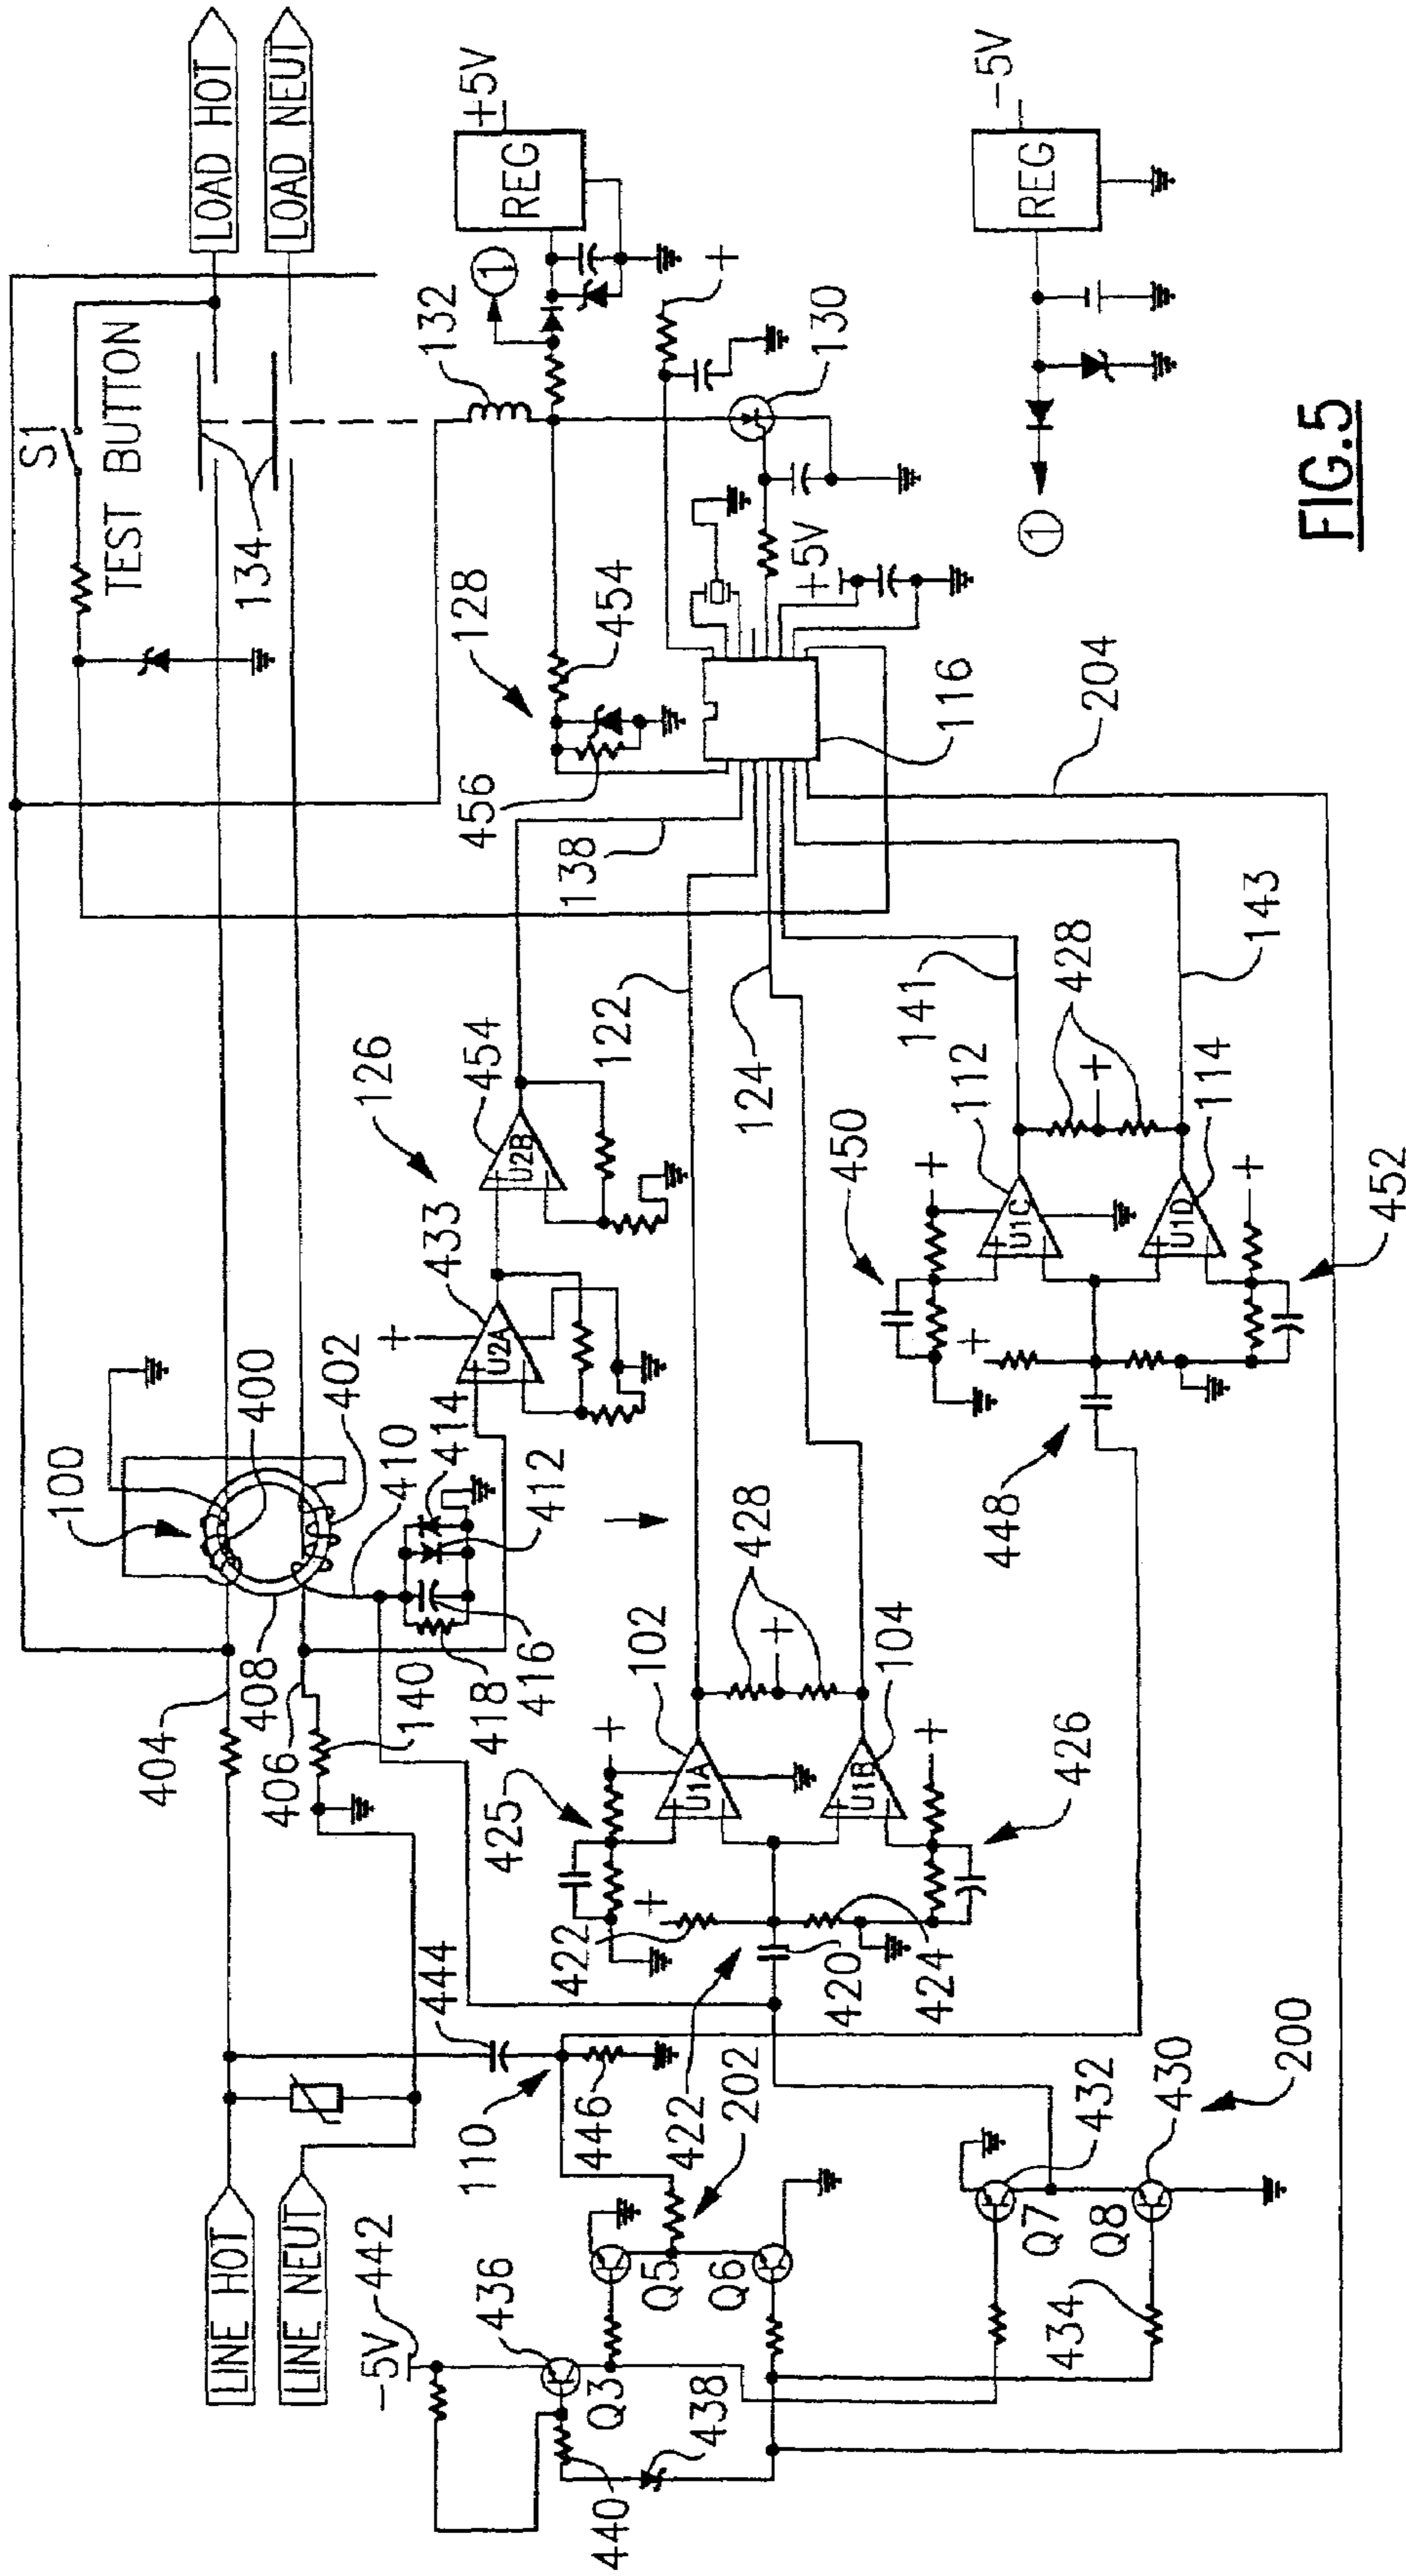 LOAD HOT
LOAD NEUT
S1
TEST BUTTON
134
+5V
REG
1
132
+
130
-5V
REG
1
128
454
+5V
456
138
116
204
126
454
433
U2B
U2A
122
124
141
143
428
+
112
114
450
+
U1C
U1D
+
452
+
448
100
400
402
410
414
412
408
404
406
140
418
416
428
+
102
104
425
+
U1A
U1B
+
426
+
422
422
420
424
444
110
446
202
LINE HOT
LINE NEUT
-5V
442
436
Q3
Q5
Q6
438
440
Q7
Q8
432
430
434
200
FIG.5